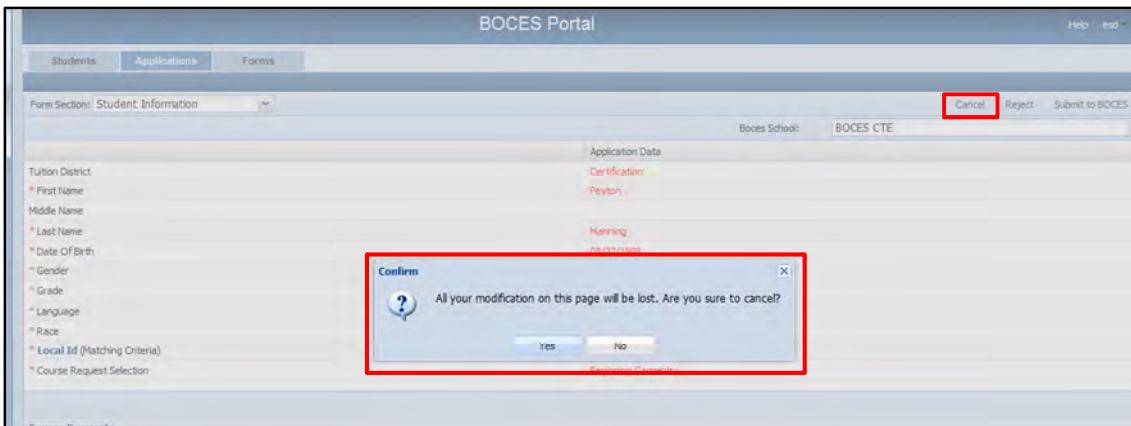 BOCES Portal
Help esd
Students Applications Forms
Form Section: Student Information
Cancel Reject Submit to BOCES
Boces School: BOCES CTE
Application Data
Tuition District Certification
* First Name Peyton
Middle Name
* Last Name Manning
* Date Of Birth
* Gender
* Grade
* Language
* Race
* Local Id (Matching Criteria)
* Course Request Selection Beginning Carpentry
Confirm
All your modification on this page will be lost. Are you sure to cancel?
Yes No